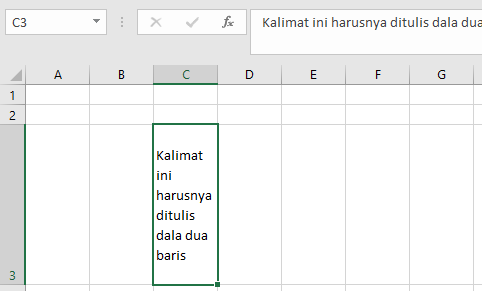 C3 fx Kalimat ini harusnya ditulis dala dua
A B C D E F G
1
2
Kalimat
ini
harusnya
ditulis
dala dua
baris
3